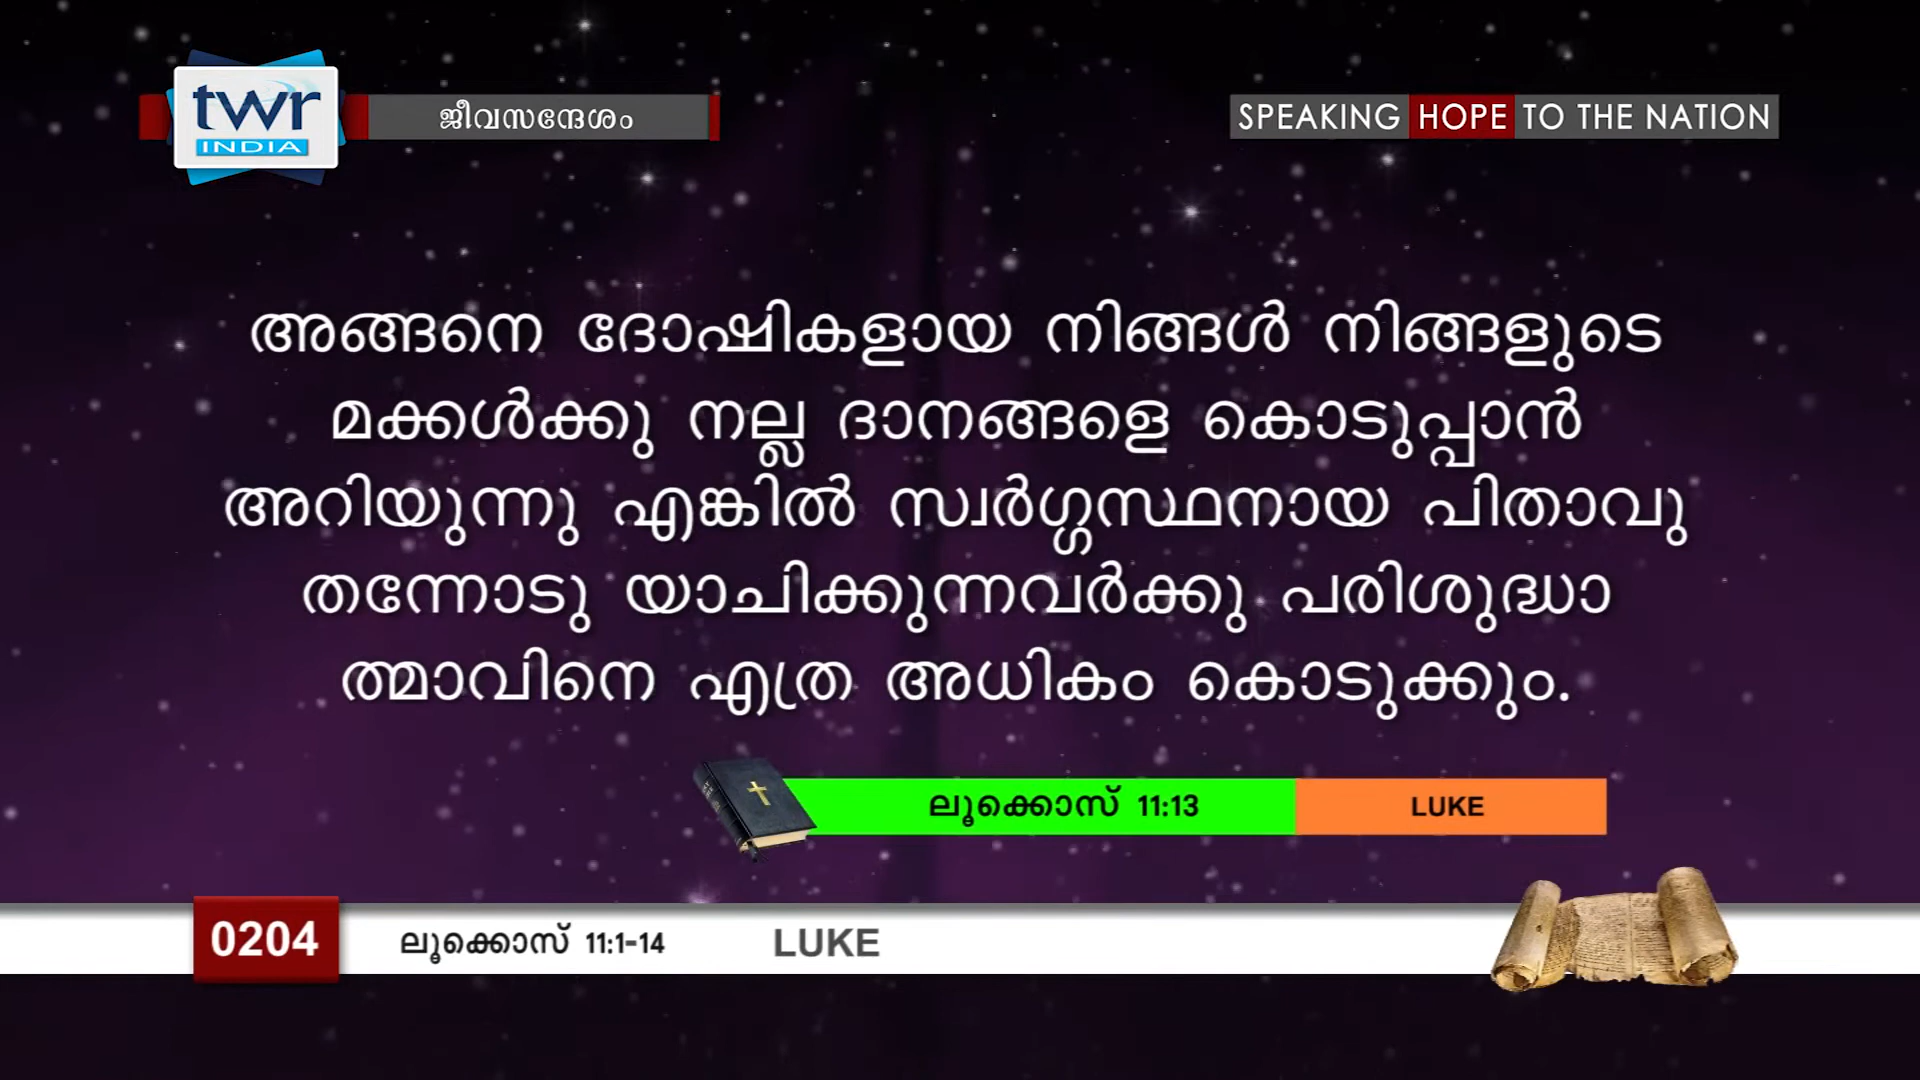 twr
INDIA
ജീവസന്ദേശം
SPEAKING HOPE TO THE NATION
അങ്ങനെ ദോഷികളായ നിങ്ങൾ നിങ്ങളുടെ
മക്കൾക്കു നല്ല ദാനങ്ങളെ കൊടുപ്പാൻ
അറിയുന്നു എങ്കിൽ സ്വർഗ്ഗസ്ഥനായ പിതാവു
തന്നോടു യാചിക്കുന്നവർക്കു പരിശുദ്ധാ
ത്മാവിനെ എത്ര അധികം കൊടുക്കും.
ലൂക്കൊസ് 11:13 LUKE
0204 ലൂക്കൊസ് 11:1-14 LUKE